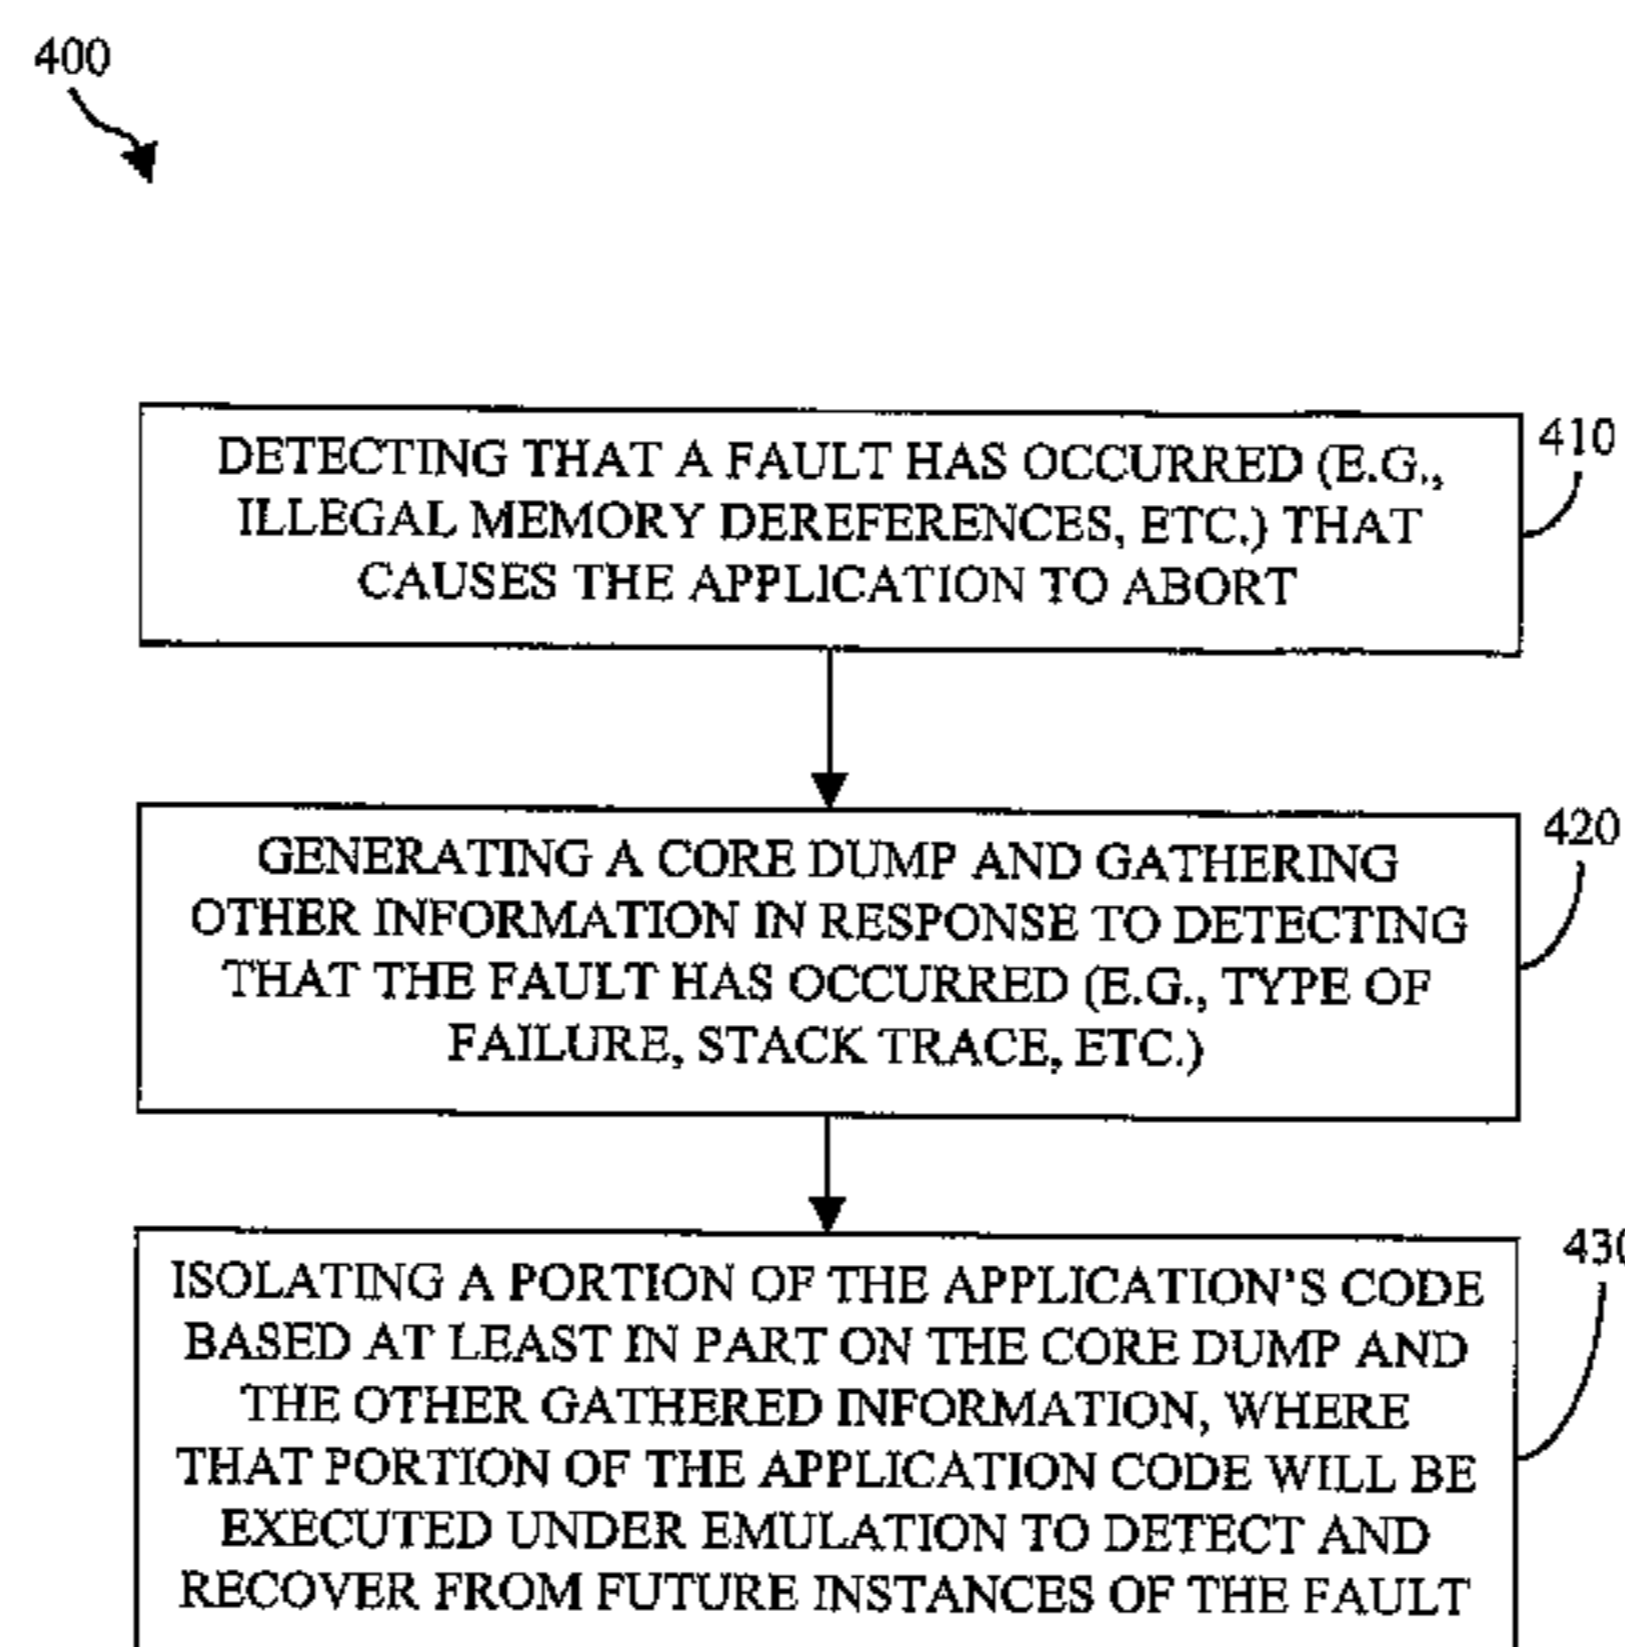 400
DETECTING THAT A FAULT HAS OCCURRED (E.G.,
ILLEGAL MEMORY DEREFERENCES, ETC.) THAT
CAUSES THE APPLICATION TO ABORT
410
GENERATING A CORE DUMP AND GATHERING
OTHER INFORMATION IN RESPONSE TO DETECTING
THAT THE FAULT HAS OCCURRED (E.G., TYPE OF
FAILURE, STACK TRACE, ETC.)
420
ISOLATING A PORTION OF THE APPLICATION'S CODE
BASED AT LEAST IN PART ON THE CORE DUMP AND
THE OTHER GATHERED INFORMATION, WHERE
THAT PORTION OF THE APPLICATION CODE WILL BE
EXECUTED UNDER EMULATION TO DETECT AND
RECOVER FROM FUTURE INSTANCES OF THE FAULT
430